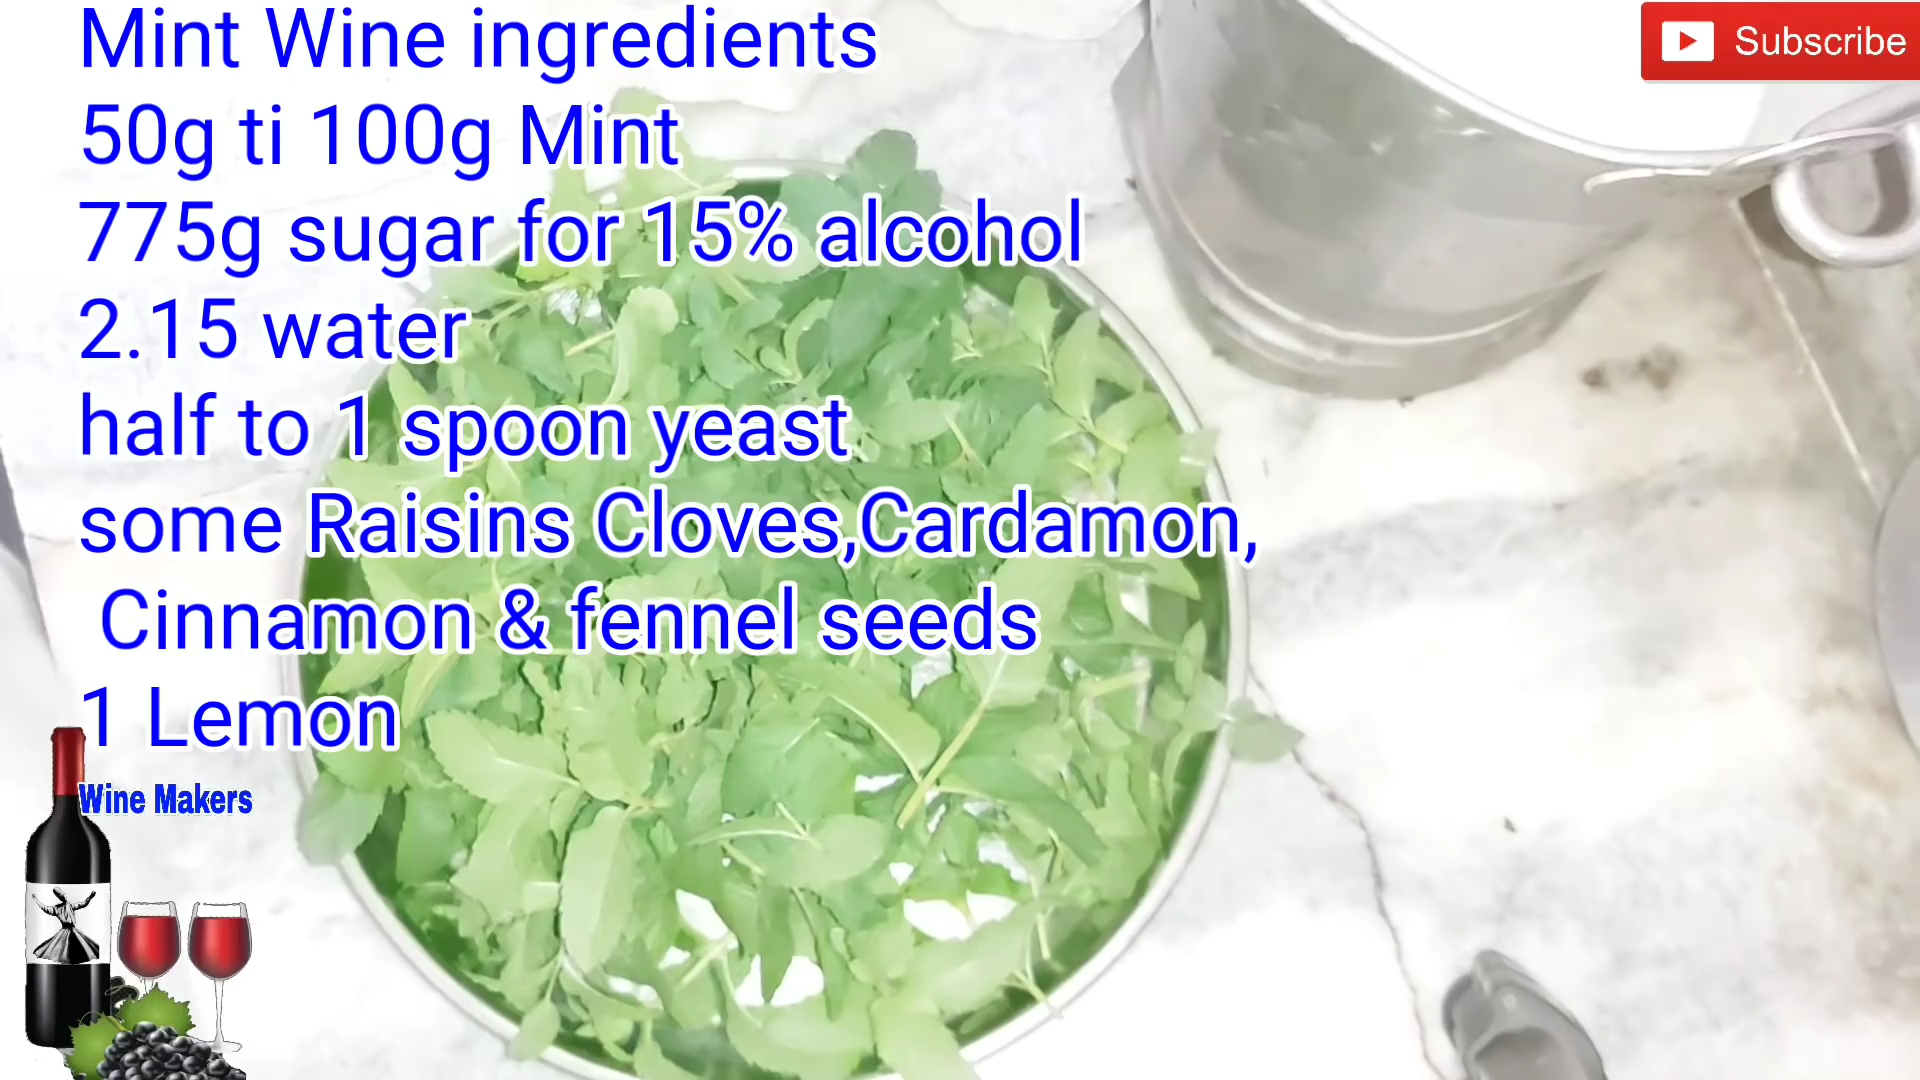 Mint Wine ingredients
Subscribe
50g ti 100g Mint
775g sugar for 15% alcohol
2.15 water
half to 1 spoon yeast
some Raisins Cloves,Cardamon,
Cinnamon & fennel seeds
1 Lemon
Wine Makers